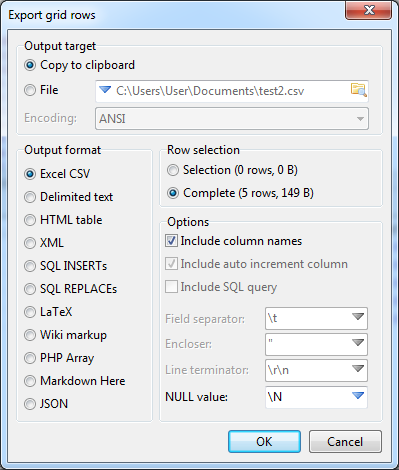 Export grid rows
Output target
Copy to clipboard
File
C:\Users\User\Documents\test2.csv
Encoding:
ANSI
Output format
Excel CSV
Delimited text
HTML table
XML
SQL INSERTs
SQL REPLACEs
LaTeX
Wiki markup
PHP Array
Markdown Here
JSON
Row selection
Selection (0 rows, 0 B)
Complete (5 rows, 149 B)
Options
Include column names
Include auto increment column
Include SQL query
Field separator:
\t
Encloser:
"
Line terminator:
\r\n
NULL value:
\N
OK
Cancel